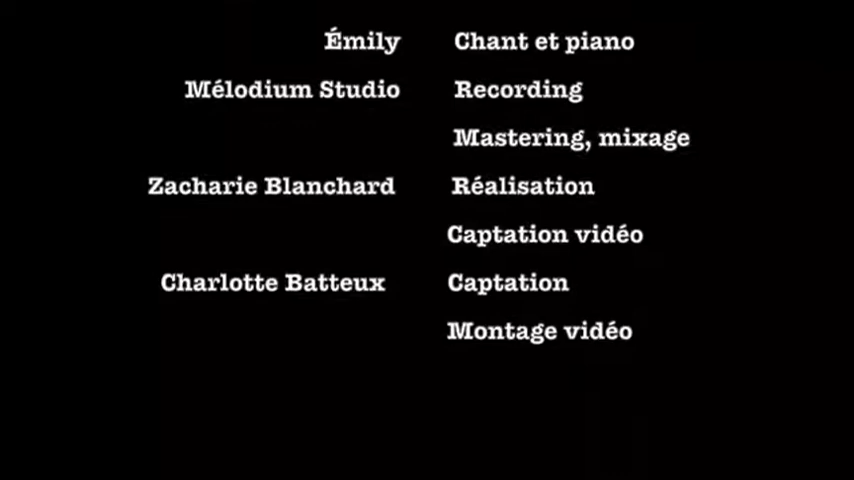 Émily Chant et piano
Mélodium Studio Recording
Mastering, mixage
Zacharie Blanchard Réalisation
Captation vidéo
Charlotte Batteux Captation
Montage vidéo